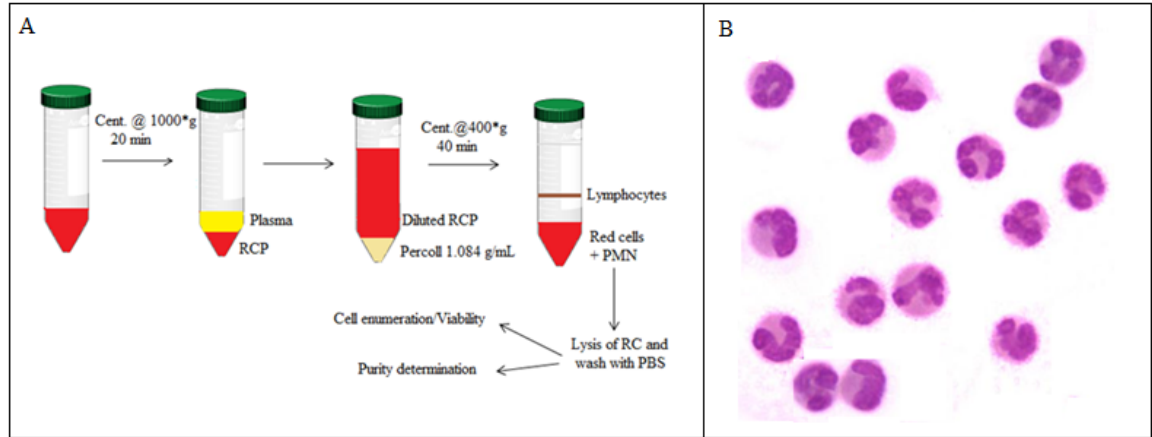 A
Cent. @ 1000*g
20 min
Plasma
RCP
Diluted RCP
Percoll 1.084 g/mL
Cent.@400*g
40 min
Lymphocytes
Red cells
+ PMN
Lysis of RC and
wash with PBS
Cell enumeration/Viability
Purity determination
B